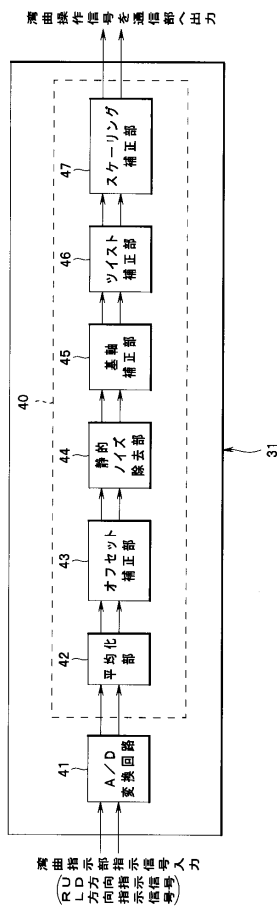 湾曲指示部指示信号入力
(RL方向指示信号
UD方向指示信号)
41
A/D
変換回路
40
42
平均化
部
43
オフセット
補正部
44
静的
ノイズ
除去部
45
基軸
補正部
46
ツイスト
補正部
47
スケーリング
補正部
湾曲操作信号を通信部へ出力
31